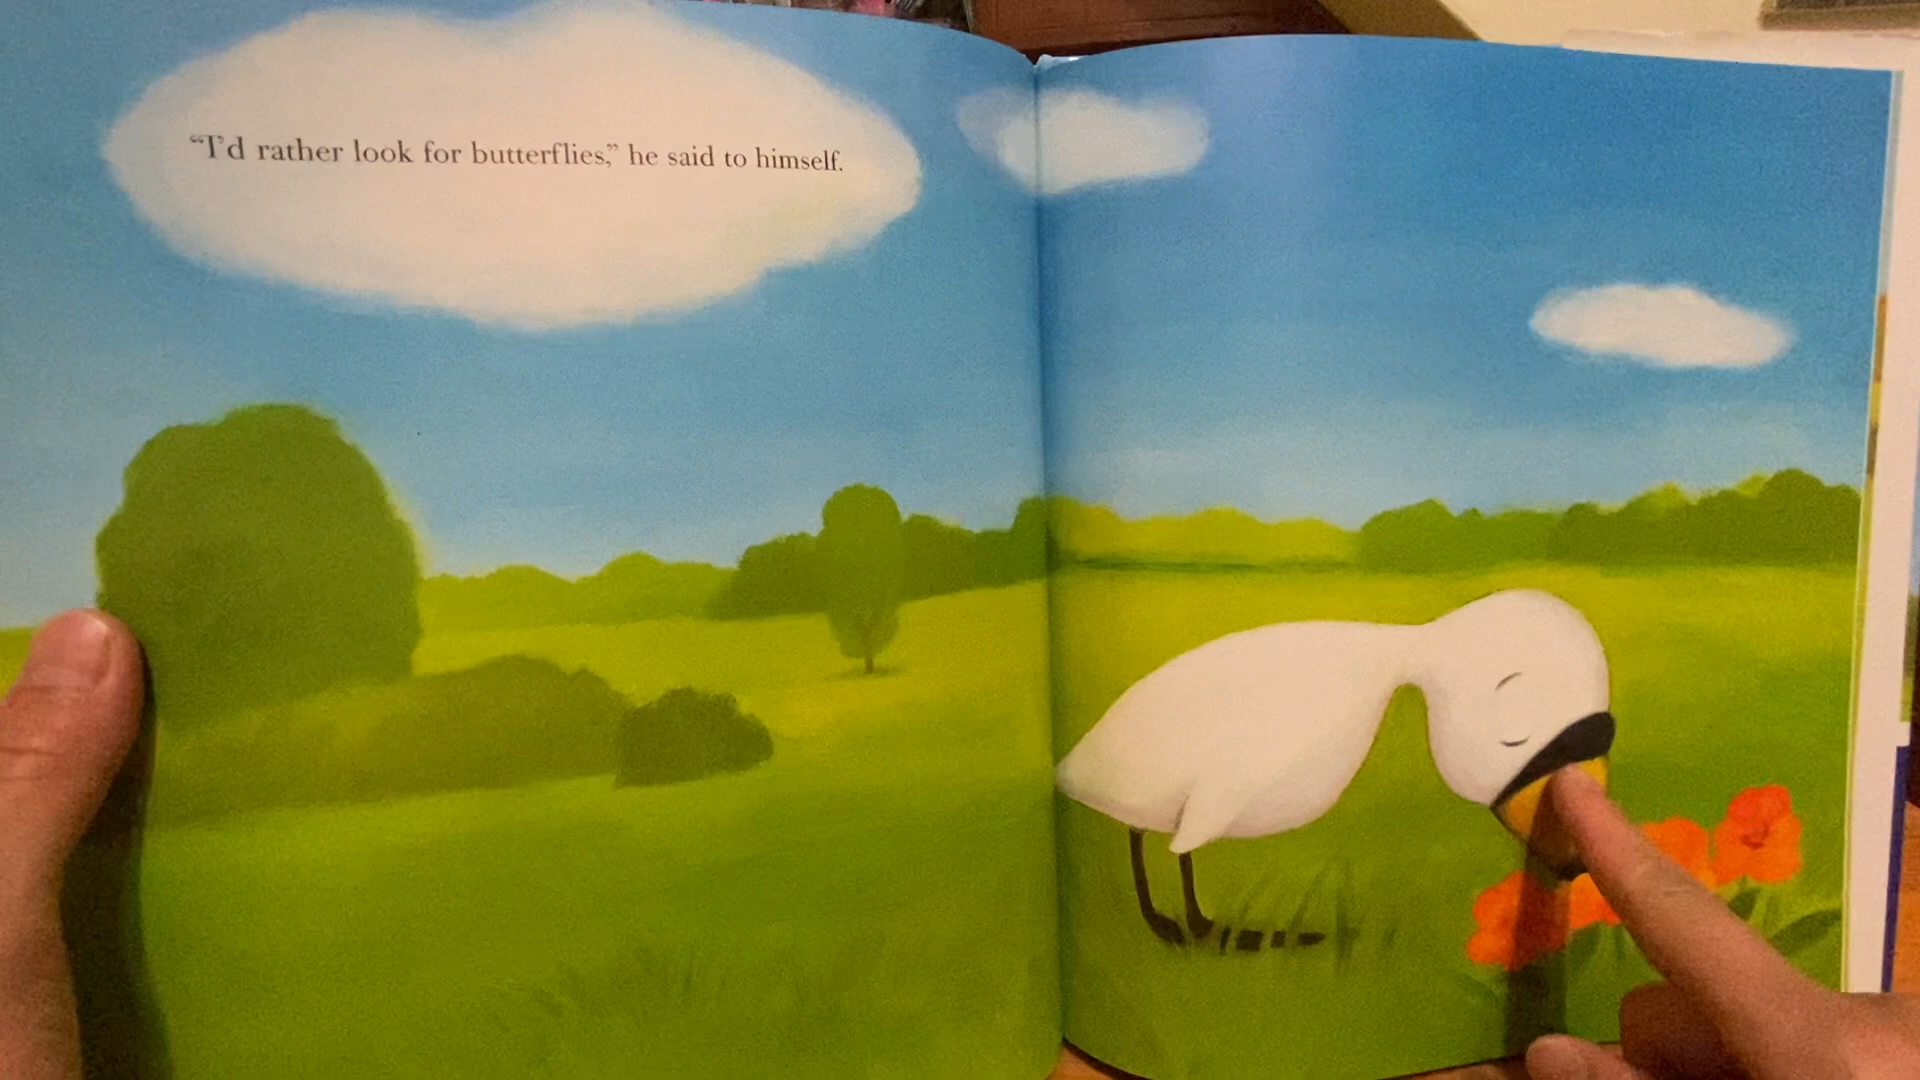 “I’d rather look for butterflies,” he said to himself.